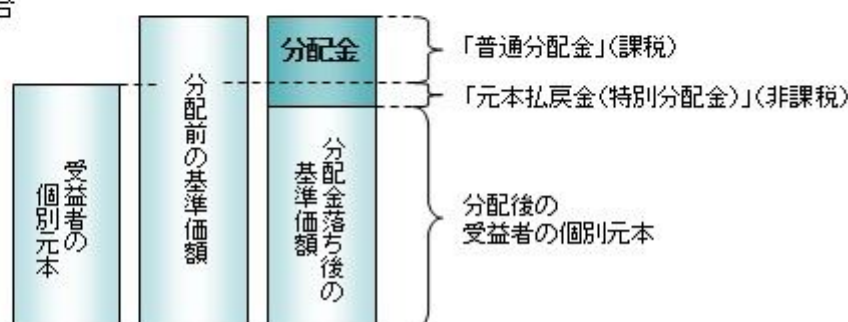 合
分配金
「普通分配金」(課税)
「元本払戻金(特別分配金)」(非課税)
受益者の
個別元本
分配前の基準価額
分配金落ち後の
基準価額
分配後の
受益者の個別元本